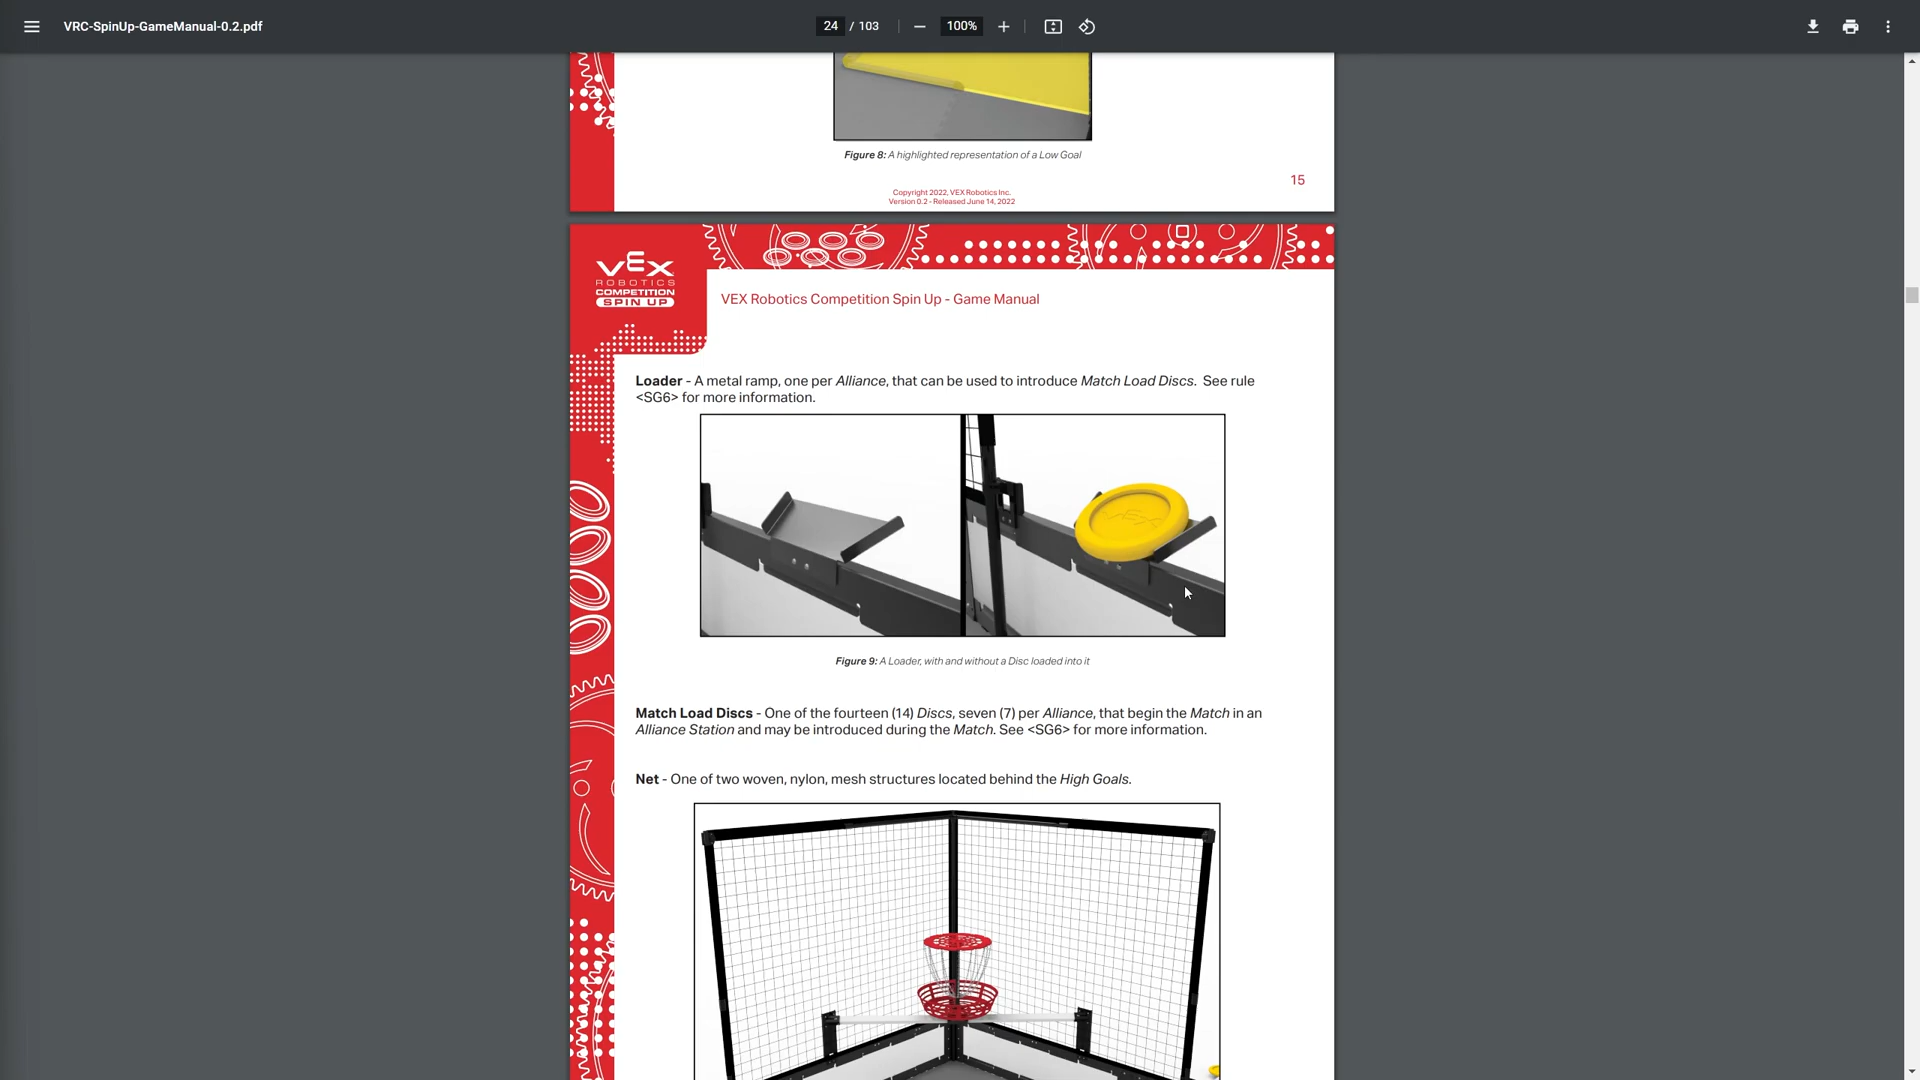 VRC-SpinUp-GameManual-0.2.pdf
24 / 103
100%
Figure 8: A highlighted representation of a Low Goal
15
Copyright 2022, VEX Robotics Inc.
Version 0.2 - Released June 14, 2022
VEX
ROBOTICS
COMPETITION
SPIN UP
VEX Robotics Competition Spin Up - Game Manual
Loader - A metal ramp, one per Alliance, that can be used to introduce Match Load Discs. See rule
<SG6> for more information.
VEX
Figure 9: A Loader, with and without a Disc loaded into it
Match Load Discs - One of the fourteen (14) Discs, seven (7) per Alliance, that begin the Match in an
Alliance Station and may be introduced during the Match. See <SG6> for more information.
Net - One of two woven, nylon, mesh structures located behind the High Goals.